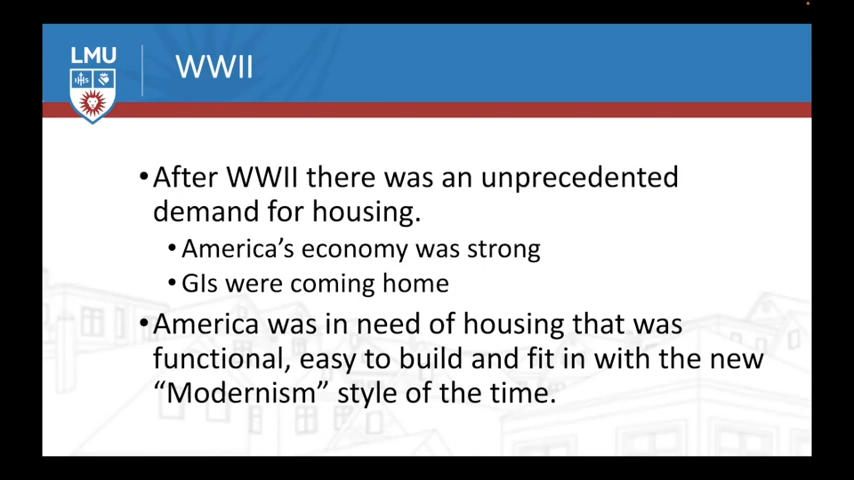 LMU
IHS
WWII
•After WWII there was an unprecedented
demand for housing.
•America’s economy was strong
•GIs were coming home
•America was in need of housing that was
functional, easy to build and fit in with the new
“Modernism” style of the time.